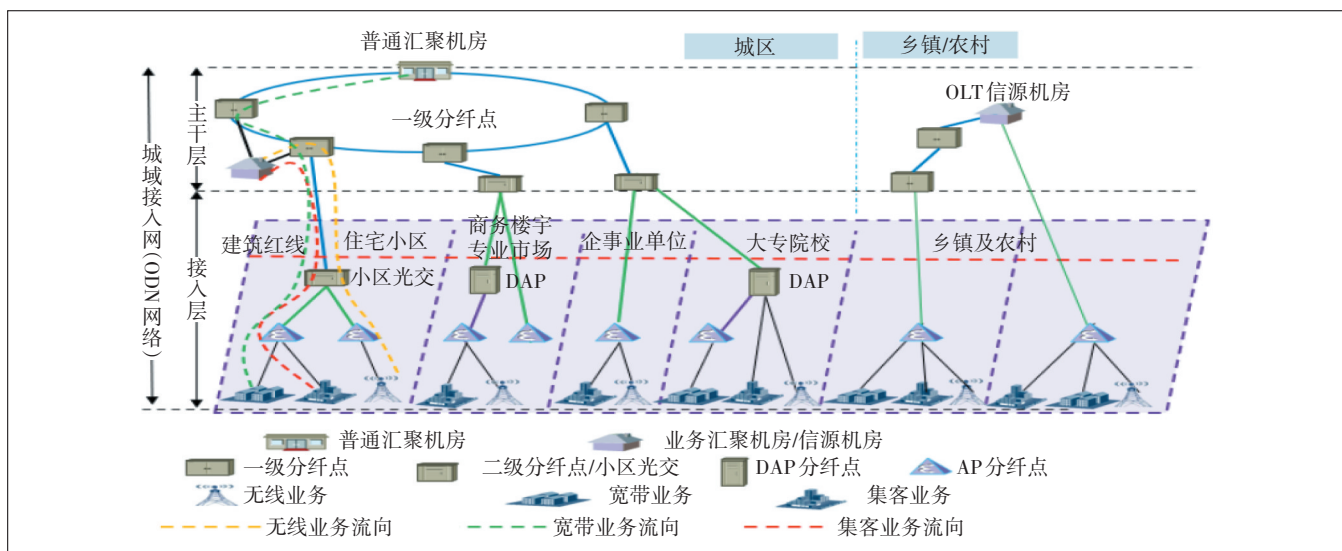 普通汇聚机房
城区
乡镇/农村
OLT信源机房
一级分纤点
主干层
城域接入网(ODN网络)
接入层
建筑红线
住宅小区
商务楼宇
专业市场
企事业单位
大专院校
乡镇及农村
小区光交
DAP
DAP
普通汇聚机房
业务汇聚机房/信源机房
一级分纤点
二级分纤点/小区光交
DAP分纤点
AP分纤点
无线业务
宽带业务
集客业务
无线业务流向
宽带业务流向
集客业务流向